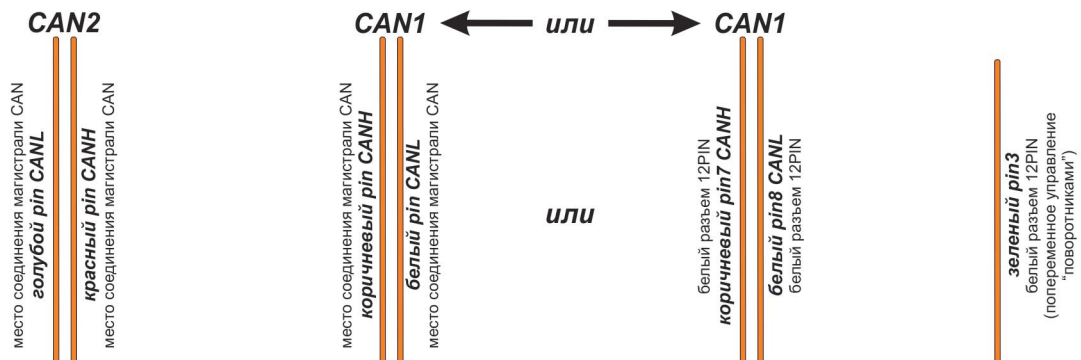 CAN2
место соединения магистрали CAN
голубой pin CANL
красный pin CANH
место соединения магистрали CAN
CAN1
или
CAN1
место соединения магистрали CAN
коричневый pin CANH
белый pin CANL
место соединения магистрали CAN
или
белый разъем 12PIN
коричневый pin7 CANH
белый pin8 CANL
белый разъем 12PIN
зеленый pin3
белый разъем 12PIN
(попеременное управление
"поворотниками")